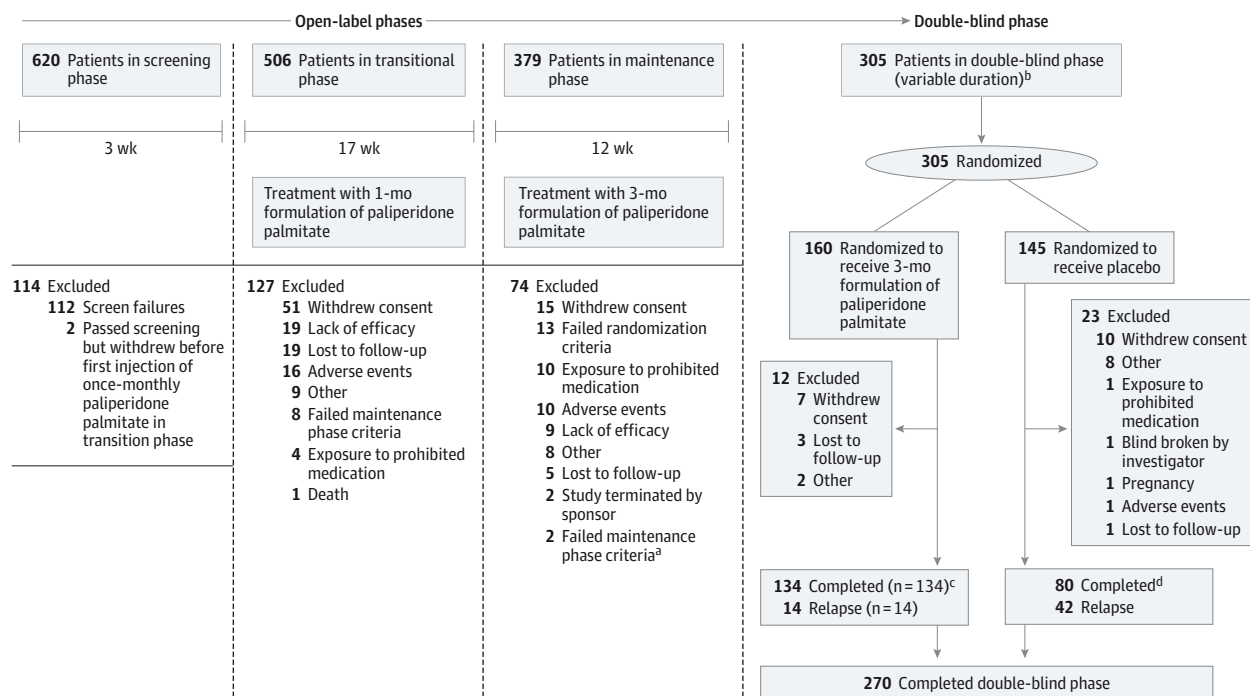 Open-label phases
Double-blind phase
620 Patients in screening
phase
506 Patients in transitional
phase
379 Patients in maintenance
phase
305 Patients in double-blind phase
(variable duration)b
3 wk
17 wk
12 wk
305 Randomized
Treatment with 1-mo
formulation of paliperidone
palmitate
Treatment with 3-mo
formulation of paliperidone
palmitate
160 Randomized to
receive 3-mo
formulation of
paliperidone
palmitate
145 Randomized to
receive placebo
114 Excluded
112 Screen failures
2 Passed screening
but withdrew before
first injection of
once-monthly
paliperidone
palmitate in
transition phase
127 Excluded
51 Withdrew consent
19 Lack of efficacy
19 Lost to follow-up
16 Adverse events
9 Other
8 Failed maintenance
phase criteria
4 Exposure to prohibited
medication
1 Death
74 Excluded
15 Withdrew consent
13 Failed randomization
criteria
10 Exposure to prohibited
medication
10 Adverse events
9 Lack of efficacy
8 Other
5 Lost to follow-up
2 Study terminated by
sponsor
2 Failed maintenance
phase criteriaa
12 Excluded
7 Withdrew
consent
3 Lost to
follow-up
2 Other
23 Excluded
10 Withdrew consent
8 Other
1 Exposure to
prohibited
medication
1 Blind broken by
investigator
1 Pregnancy
1 Adverse events
1 Lost to follow-up
134 Completed (n=134)c
14 Relapse (n=14)
80 Completedd
42 Relapse
270 Completed double-blind phase